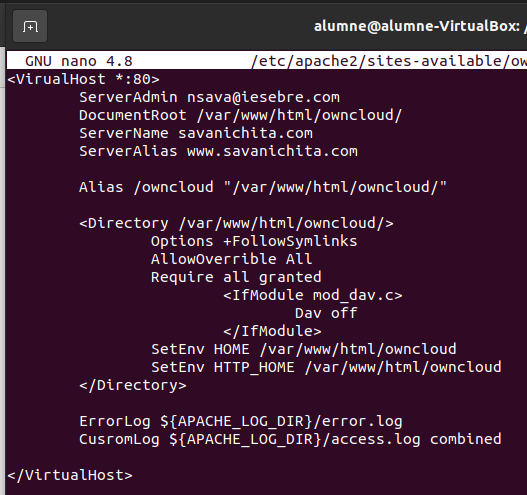 alumne@alumne-VirtualBox: /
GNU nano 4.8 /etc/apache2/sites-available/ow
<VirualHost *:80>
ServerAdmin nsava@iesebre.com
DocumentRoot /var/www/html/owncloud/
ServerName savanichita.com
ServerAlias www.savanichita.com
Alias /owncloud "/var/www/html/owncloud/"
<Directory /var/www/html/owncloud/>
Options +FollowSymlinks
AllowOverrible All
Require all granted
<IfModule mod_dav.c>
Dav off
</IfModule>
SetEnv HOME /var/www/html/owncloud
SetEnv HTTP_HOME /var/www/html/owncloud
</Directory>
ErrorLog ${APACHE_LOG_DIR}/error.log
CusromLog ${APACHE_LOG_DIR}/access.log combined
</VirtualHost>